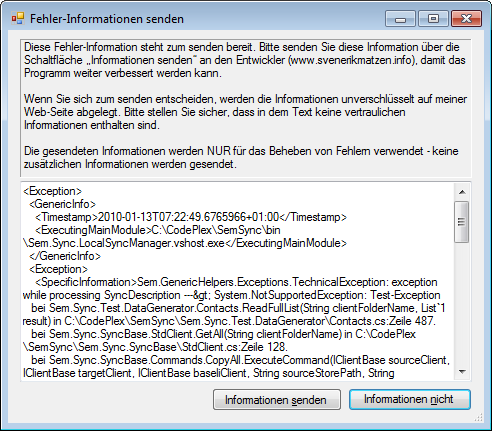 Fehler-Informationen senden
Diese Fehler-Information steht zum senden bereit. Bitte senden Sie diese Information über die
Schaltfläche „Informationen senden“ an den Entwickler (www.svenerikmatzen.info), damit das
Programm weiter verbessert werden kann.
Wenn Sie sich zum senden entscheiden, werden die Informationen unverschlüsselt auf meiner
Web-Seite abgelegt. Bitte stellen Sie sicher, dass in dem Text keine vertraulichen
Informationen enthalten sind.
Die gesendeten Informationen werden NUR für das Beheben von Fehlern verwendet - keine
zusätzlichen Informationen werden gesendet.
<Exception>
<GenericInfo>
<Timestamp>2010-01-13T07:22:49.6765966+01:00</Timestamp>
<ExecutingMainModule>C:\CodePlex\SemSync\bin
\Sem.Sync.LocalSyncManager.vshost.exe</ExecutingMainModule>
</GenericInfo>
<Exception>
<SpecificInformation>Sem.GenericHelpers.Exceptions.TechnicalException: exception
while processing SyncDescription ---&gt; System.NotSupportedException: Test-Exception
bei Sem.Sync.Test.DataGenerator.Contacts.ReadFullList(String clientFolderName, List`1
result) in C:\CodePlex\SemSync\Sem.Sync.Test.DataGenerator\Contacts.cs:Zeile 487.
bei Sem.Sync.SyncBase.StdClient.GetAll(String clientFolderName) in C:\CodePlex
\SemSync\Sem.Sync.SyncBase\StdClient.cs:Zeile 128.
bei Sem.Sync.SyncBase.Commands.CopyAll.ExecuteCommand(IClientBase sourceClient,
IClientBase targetClient, IClientBase baseliClient, String sourceStorePath, String
Informationen senden
Informationen nicht